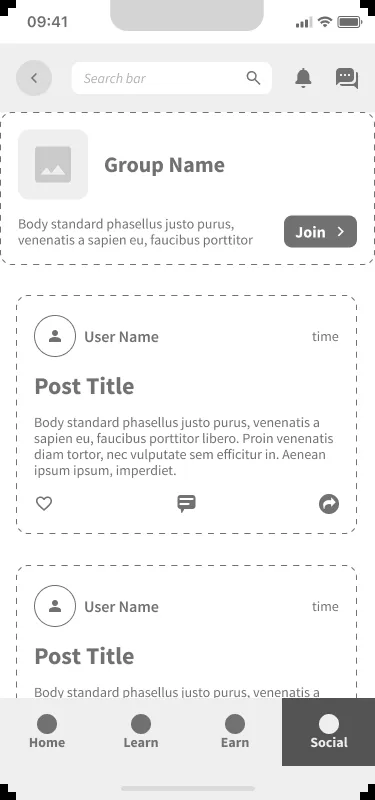 09:41
Search bar
Group Name
Body standard phasellus justo purus,
venenatis a sapien eu, faucibus porttitor
Join
User Name
time
Post Title
Body standard phasellus justo purus, venenatis a
sapien eu, faucibus porttitor libero. Proin venenatis
diam tortor, nec vulputate sem efficitur in. Aenean
ipsum ipsum, imperdiet.
User Name
time
Post Title
Body standard phasellus justo purus, venenatis a
Home
Learn
Earn
Social